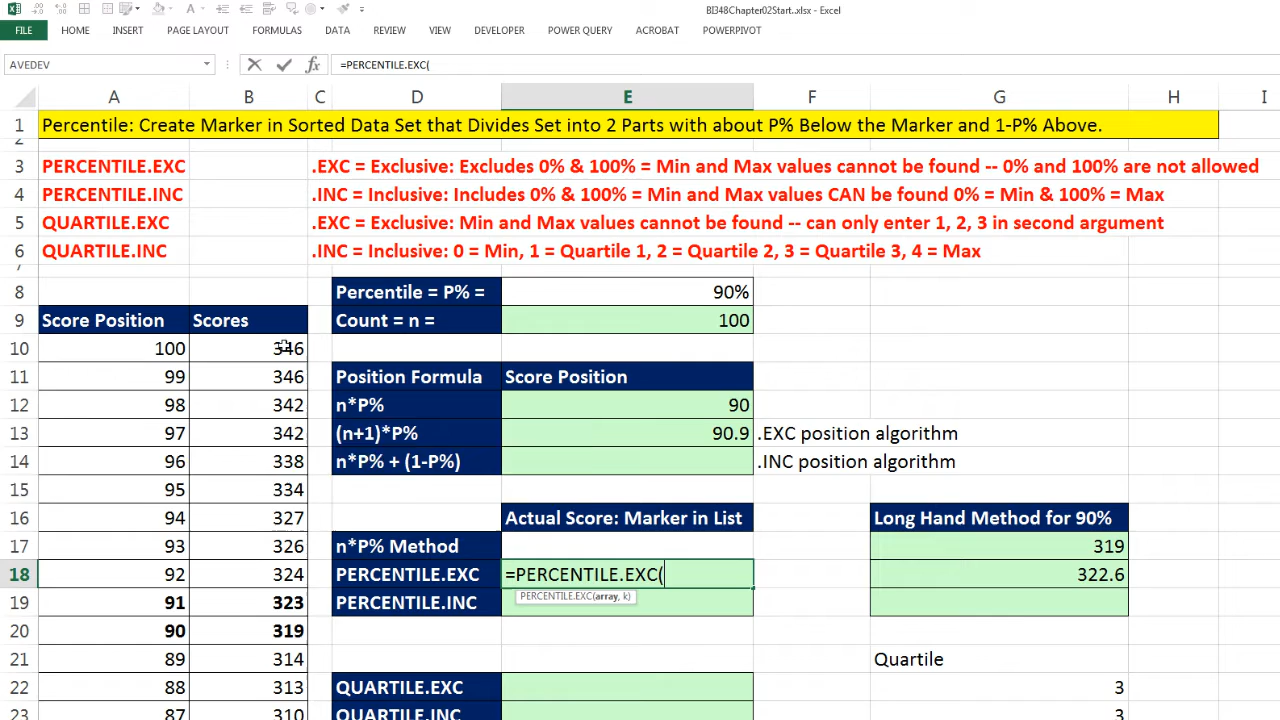 BI348Chapter02Start..xlsx - Excel
FILE HOME INSERT PAGE LAYOUT FORMULAS DATA REVIEW VIEW DEVELOPER POWER QUERY ACROBAT POWERPIVOT
AVEDEV fx =PERCENTILE.EXC(
A B C D E F G H I
1 Percentile: Create Marker in Sorted Data Set that Divides Set into 2 Parts with about P% Below the Marker and 1-P% Above.
2
3 PERCENTILE.EXC .EXC = Exclusive: Excludes 0% & 100% = Min and Max values cannot be found -- 0% and 100% are not allowed
4 PERCENTILE.INC .INC = Inclusive: Includes 0% & 100% = Min and Max values CAN be found 0% = Min & 100% = Max
5 QUARTILE.EXC .EXC = Exclusive: Min and Max values cannot be found -- can only enter 1, 2, 3 in second argument
6 QUARTILE.INC .INC = Inclusive: 0 = Min, 1 = Quartile 1, 2 = Quartile 2, 3 = Quartile 3, 4 = Max
7
8 Percentile = P% = 90%
9 Score Position Scores Count = n = 100
10 100 346
11 99 346 Position Formula Score Position
12 98 342 n*P% 90
13 97 342 (n+1)*P% 90.9 .EXC position algorithm
14 96 338 n*P% + (1-P%) .INC position algorithm
15 95 334
16 94 327 Actual Score: Marker in List Long Hand Method for 90%
17 93 326 n*P% Method 319
18 92 324 PERCENTILE.EXC =PERCENTILE.EXC( 322.6
PERCENTILE.EXC(array, k)
19 91 323 PERCENTILE.INC
20 90 319
21 89 314 Quartile
22 88 313 QUARTILE.EXC 3
23 87 310 QUARTILE.INC 3